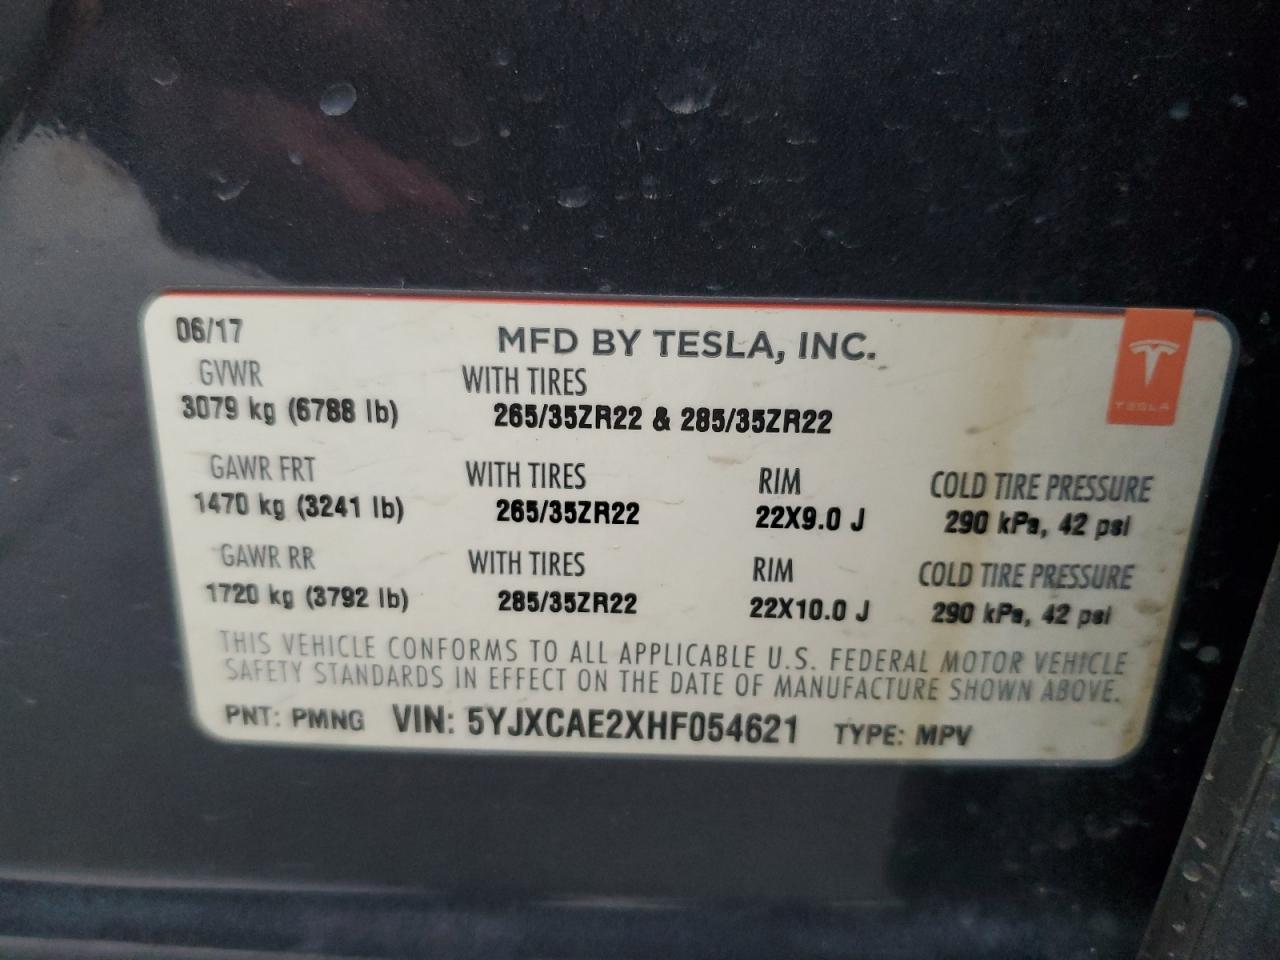 06/17 MFD BY TESLA, INC.
GVWR WITH TIRES
3079 kg (6788 lb) 265/35ZR22 & 285/35ZR22
TESLA
GAWR FRT WITH TIRES RIM COLD TIRE PRESSURE
1470 kg (3241 lb) 265/35ZR22 22X9.0 J 290 kPa, 42 psi
GAWR RR WITH TIRES RIM COLD TIRE PRESSURE
1720 kg (3792 lb) 285/35ZR22 22X10.0 J 290 kPa, 42 psi
THIS VEHICLE CONFORMS TO ALL APPLICABLE U.S. FEDERAL MOTOR VEHICLE
SAFETY STANDARDS IN EFFECT ON THE DATE OF MANUFACTURE SHOWN ABOVE.
PNT: PMNG VIN: 5YJXCAE2XHF054621 TYPE: MPV